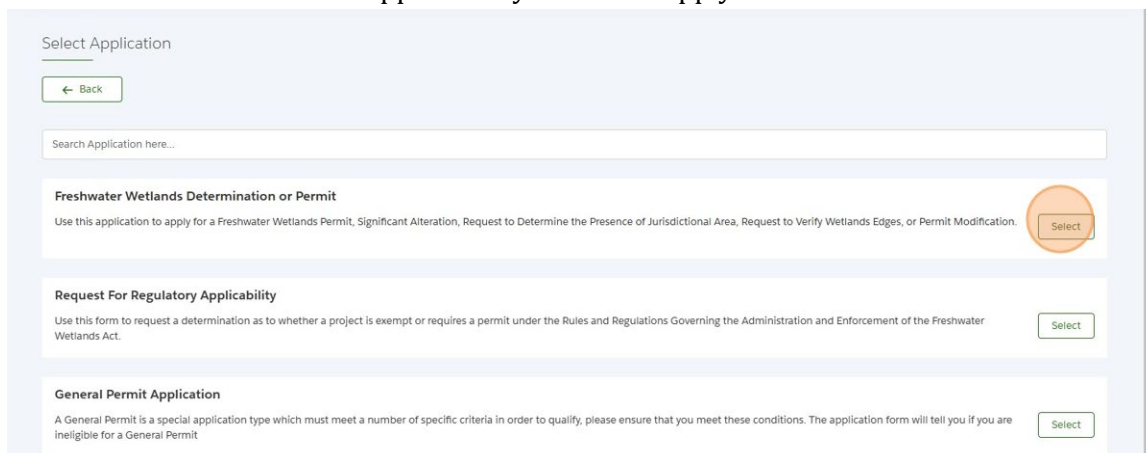 Select Application
← Back
Search Application here...
Freshwater Wetlands Determination or Permit
Use this application to apply for a Freshwater Wetlands Permit, Significant Alteration, Request to Determine the Presence of Jurisdictional Area, Request to Verify Wetlands Edges, or Permit Modification.
Select
Request For Regulatory Applicability
Use this form to request a determination as to whether a project is exempt or requires a permit under the Rules and Regulations Governing the Administration and Enforcement of the Freshwater
Wetlands Act.
Select
General Permit Application
A General Permit is a special application type which must meet a number of specific criteria in order to qualify, please ensure that you meet these conditions. The application form will tell you if you are
ineligible for a General Permit
Select